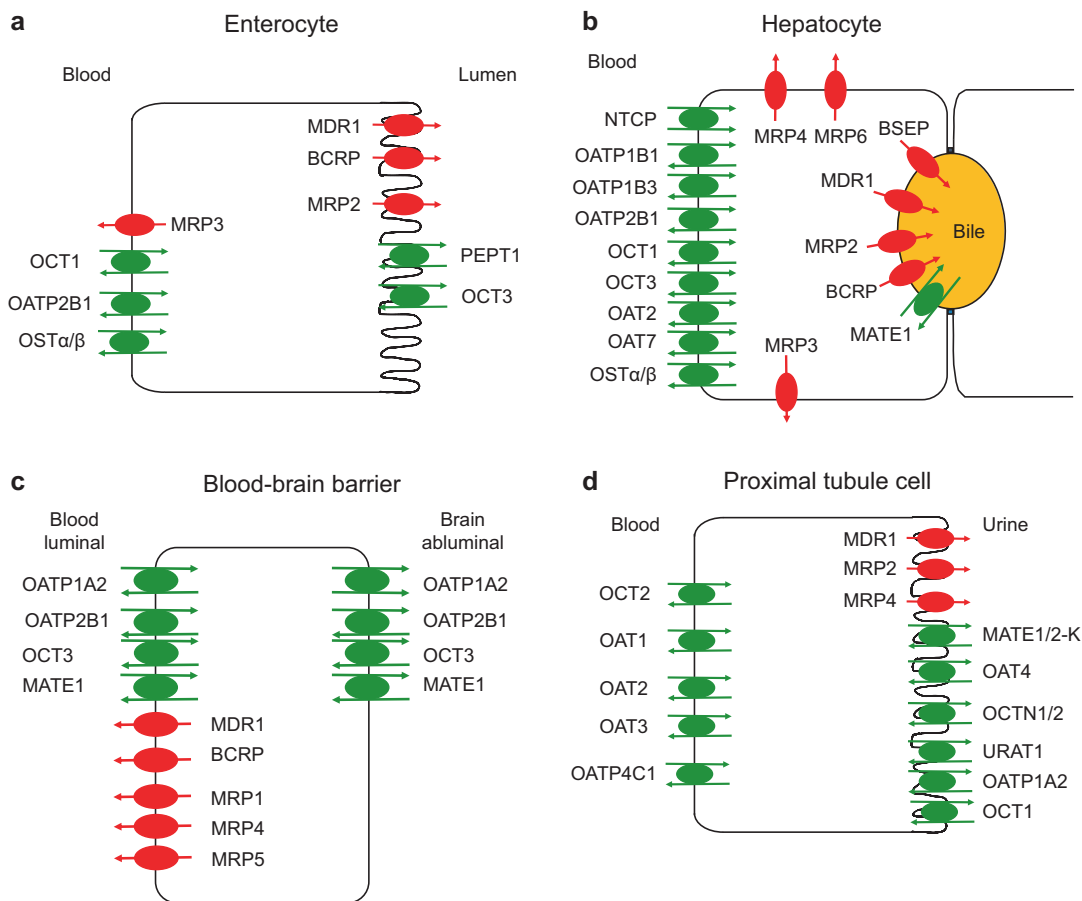 a
Enterocyte
Blood
Lumen
MDR1
BCRP
MRP2
MRP3
OCT1
OATP2B1
OSTα/β
PEPT1
OCT3
b
Hepatocyte
Blood
NTCP
OATP1B1
OATP1B3
OATP2B1
OCT1
OCT3
OAT2
OAT7
OSTα/β
MRP4
MRP6
BSEP
MDR1
MRP2
BCRP
MATE1
Bile
MRP3
c
Blood-brain barrier
Blood
luminal
Brain
abluminal
OATP1A2
OATP2B1
OCT3
MATE1
OATP1A2
OATP2B1
OCT3
MATE1
MDR1
BCRP
MRP1
MRP4
MRP5
d
Proximal tubule cell
Blood
Urine
OCT2
OAT1
OAT2
OAT3
OATP4C1
MDR1
MRP2
MRP4
MATE1/2-K
OAT4
OCTN1/2
URAT1
OATP1A2
OCT1